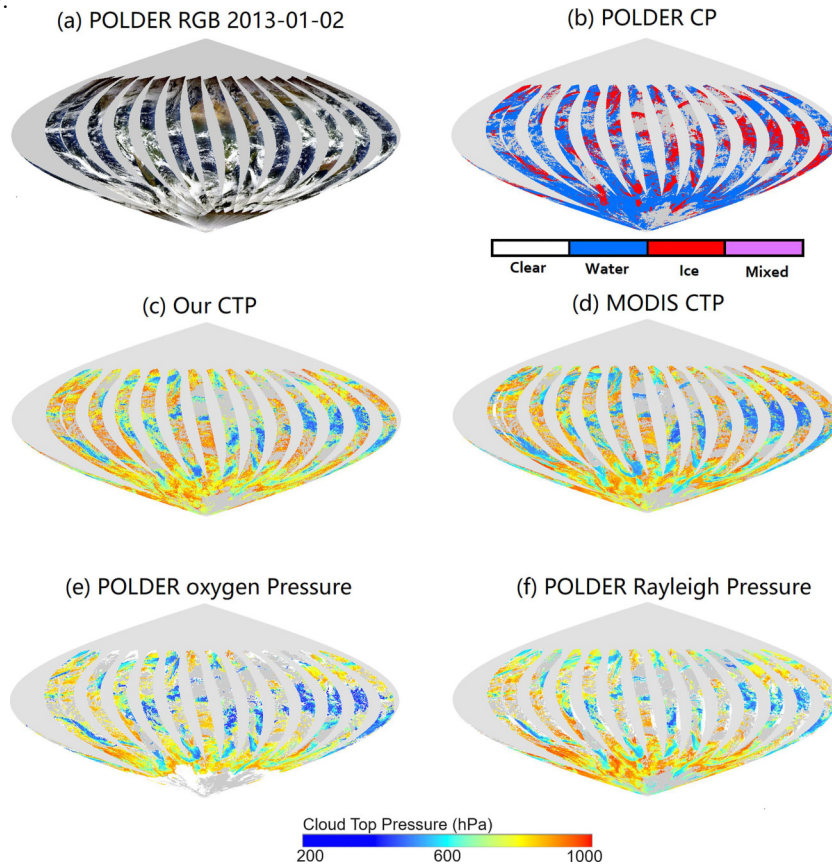 (a) POLDER RGB 2013-01-02
(b) POLDER CP
Clear Water Ice Mixed
(c) Our CTP
(d) MODIS CTP
(e) POLDER oxygen Pressure
(f) POLDER Rayleigh Pressure
Cloud Top Pressure (hPa)
200 600 1000